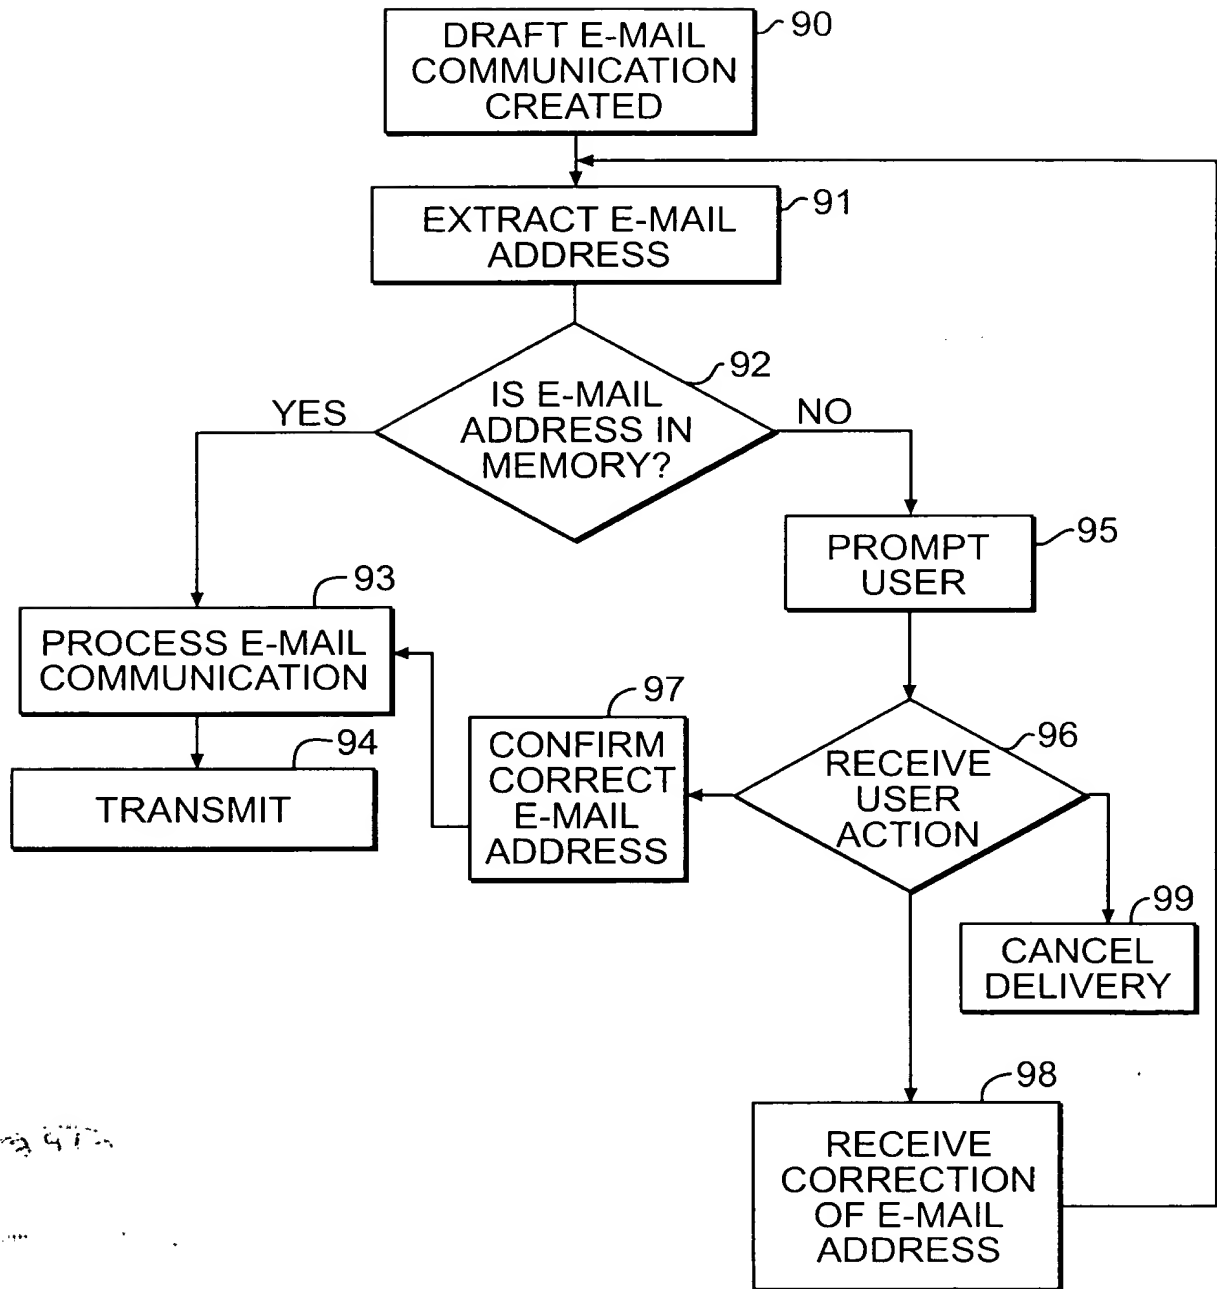 DRAFT E-MAIL
COMMUNICATION
CREATED
90
EXTRACT E-MAIL
ADDRESS
91
IS E-MAIL
ADDRESS IN
MEMORY?
92
YES
NO
PROCESS E-MAIL
COMMUNICATION
93
TRANSMIT
94
PROMPT
USER
95
RECEIVE
USER
ACTION
96
CONFIRM
CORRECT
E-MAIL
ADDRESS
97
CANCEL
DELIVERY
99
RECEIVE
CORRECTION
OF E-MAIL
ADDRESS
98